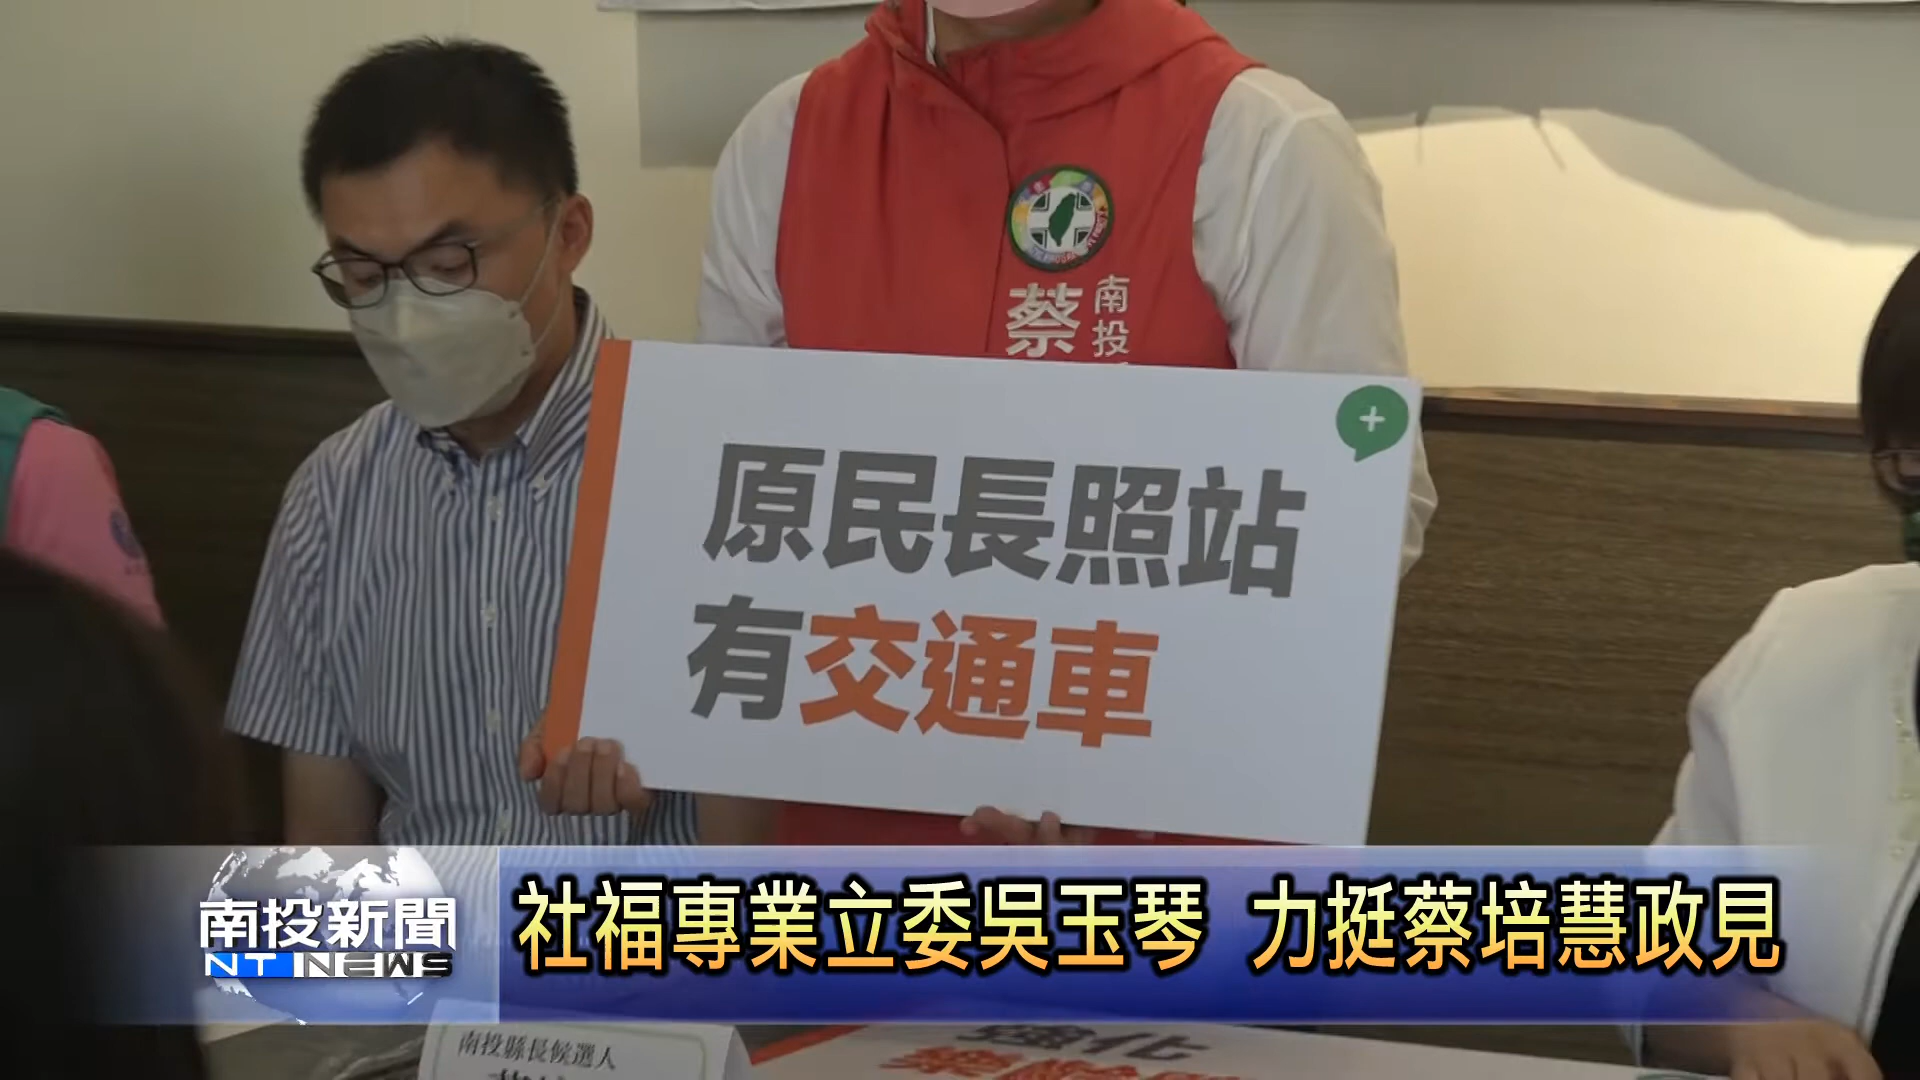 南投
蔡
+
原民長照站
有交通車
南投新聞
NT NEWS
社福專業立委吳玉琴 力挺蔡培慧政見
南投縣長候選人
強化